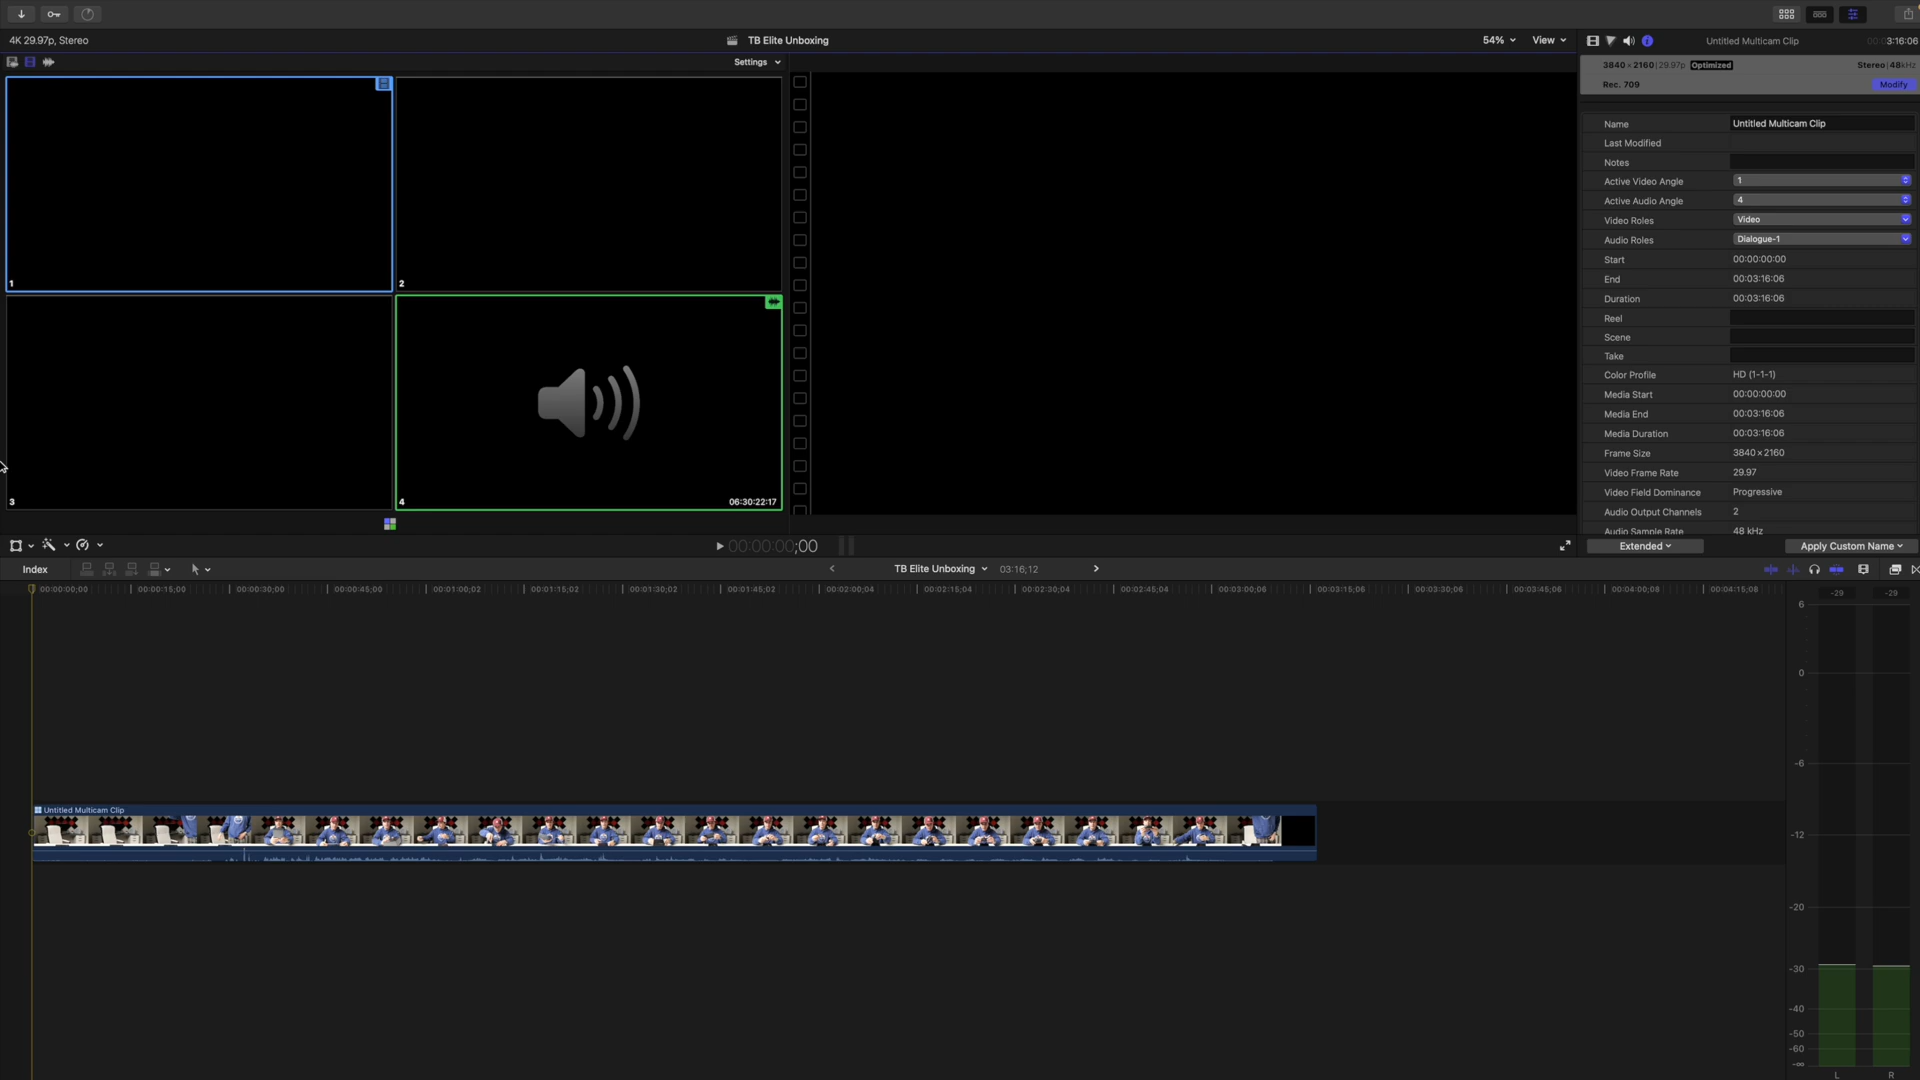 4K 29.97p, Stereo
TB Elite Unboxing
54%
View
Untitled Multicam Clip
3:16:06
Settings
3840 × 2160 | 29.97p Optimized
Stereo | 48kHz
Rec. 709
Modify
1
2
3
4
06:30:22:17
Name
Untitled Multicam Clip
Last Modified
Notes
Active Video Angle
1
Active Audio Angle
4
Video Roles
Video
Audio Roles
Dialogue-1
Start
00:00:00:00
End
00:03:16:06
Duration
00:03:16:06
Reel
Scene
Take
Color Profile
HD (1-1-1)
Media Start
00:00:00:00
Media End
00:03:16:06
Media Duration
00:03:16:06
Frame Size
3840×2160
Video Frame Rate
29.97
Video Field Dominance
Progressive
Audio Output Channels
2
Audio Sample Rate
48 kHz
Extended
Apply Custom Name
00:00:00;00
Index
TB Elite Unboxing
03:16;12
00:00:00;00
00:00:15;00
00:00:30;00
00:00:45;00
00:01:00;02
00:01:15;02
00:01:30;02
00:01:45;02
00:02:00;04
00:02:15;04
00:02:30;04
00:02:45;04
00:03:00;06
00:03:15;06
00:03:30;06
00:03:45;06
00:04:00;08
00:04:15;08
-29
-29
6
0
-6
-12
-20
-30
-40
-50
-60
-∞
L
R
Untitled Multicam Clip